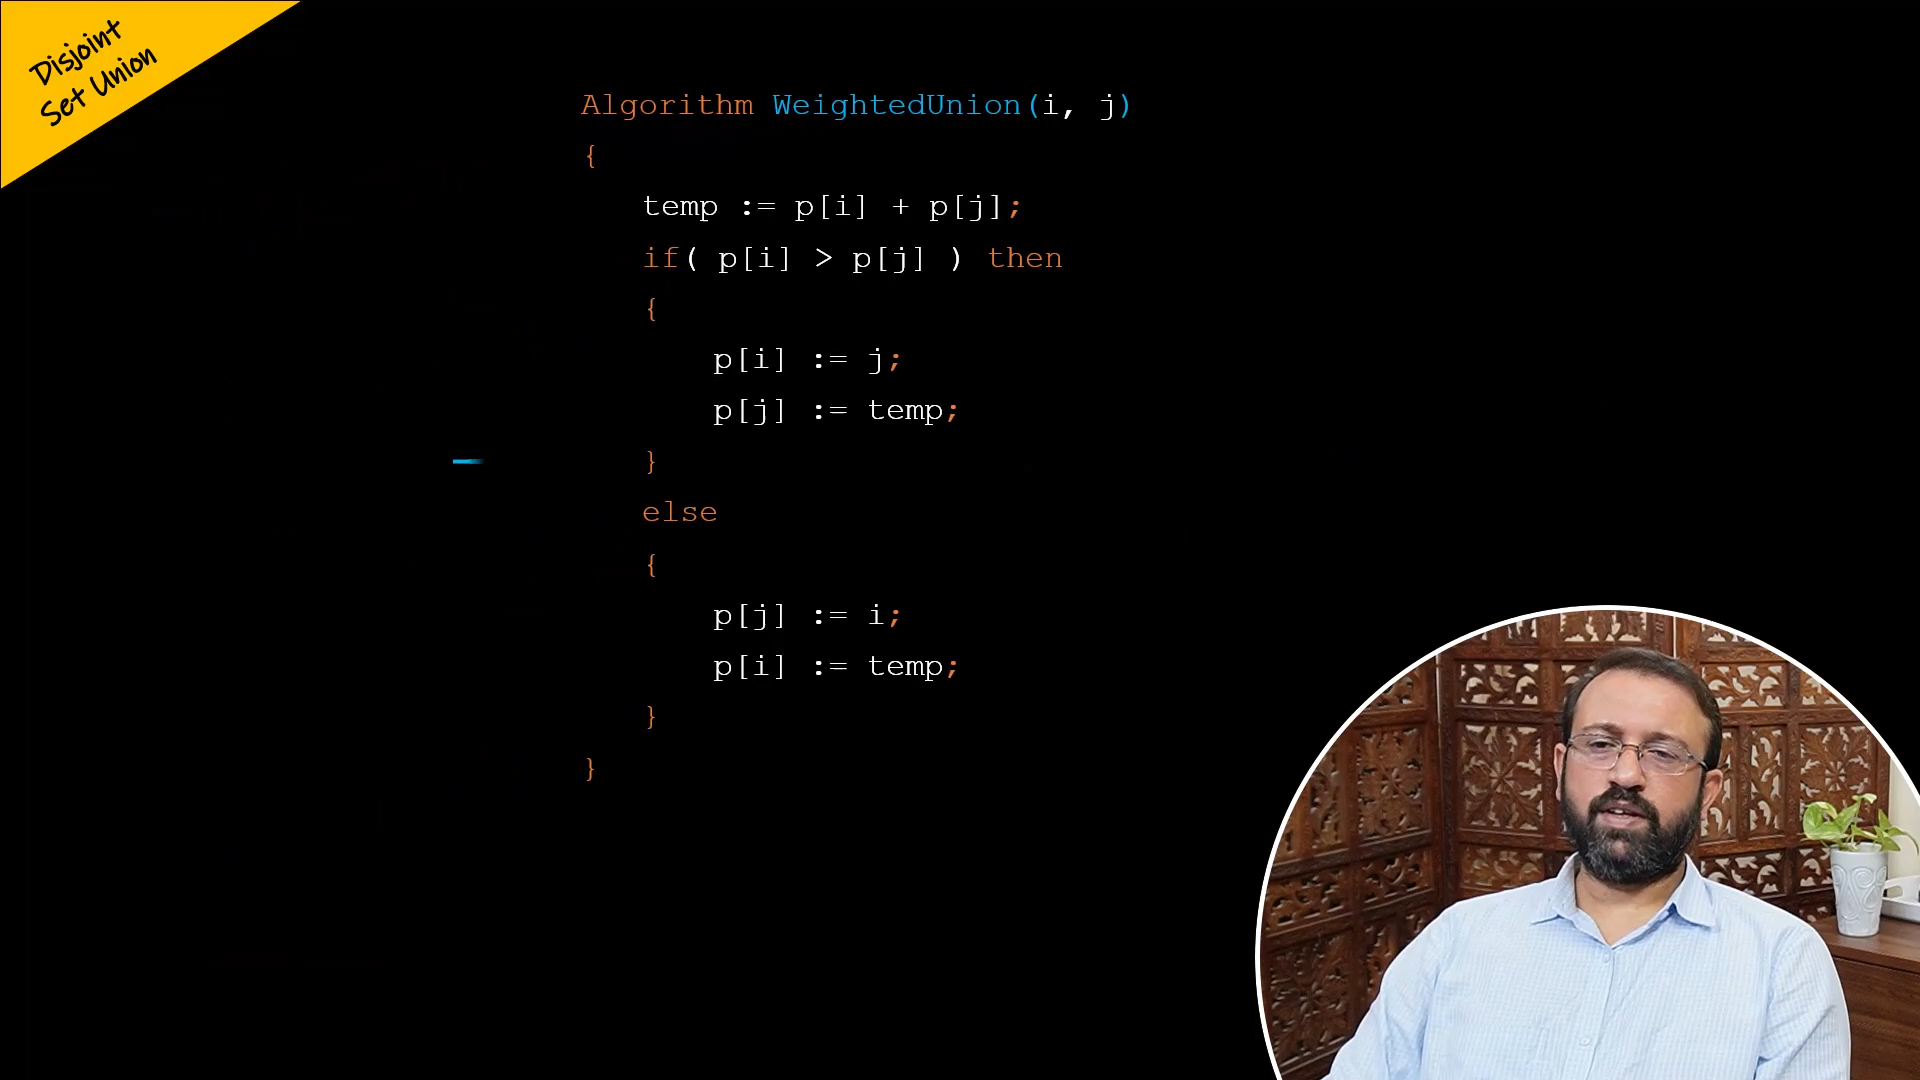 Disjoint
Set Union
Algorithm WeightedUnion(i, j)
{
temp := p[i] + p[j];
if( p[i] > p[j] ) then
{
p[i] := j;
p[j] := temp;
}
else
{
p[j] := i;
p[i] := temp;
}
}